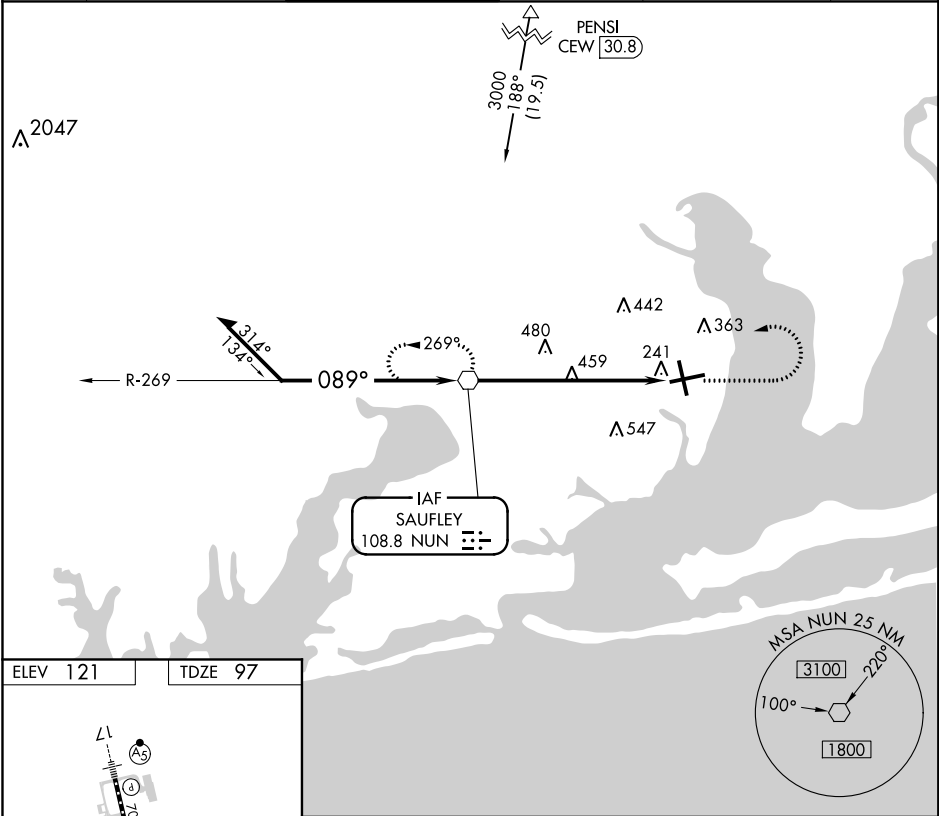 PENSI
CEW 30.8
3000
188°
(19.5)
2047
442
363
480
459
241
547
314°
134°
269°
R-269
089°
IAF
SAUFLEY
108.8 NUN
MSA NUN 25 NM
3100
220°
100°
1800
ELEV 121
TDZE 97
17
A5
P